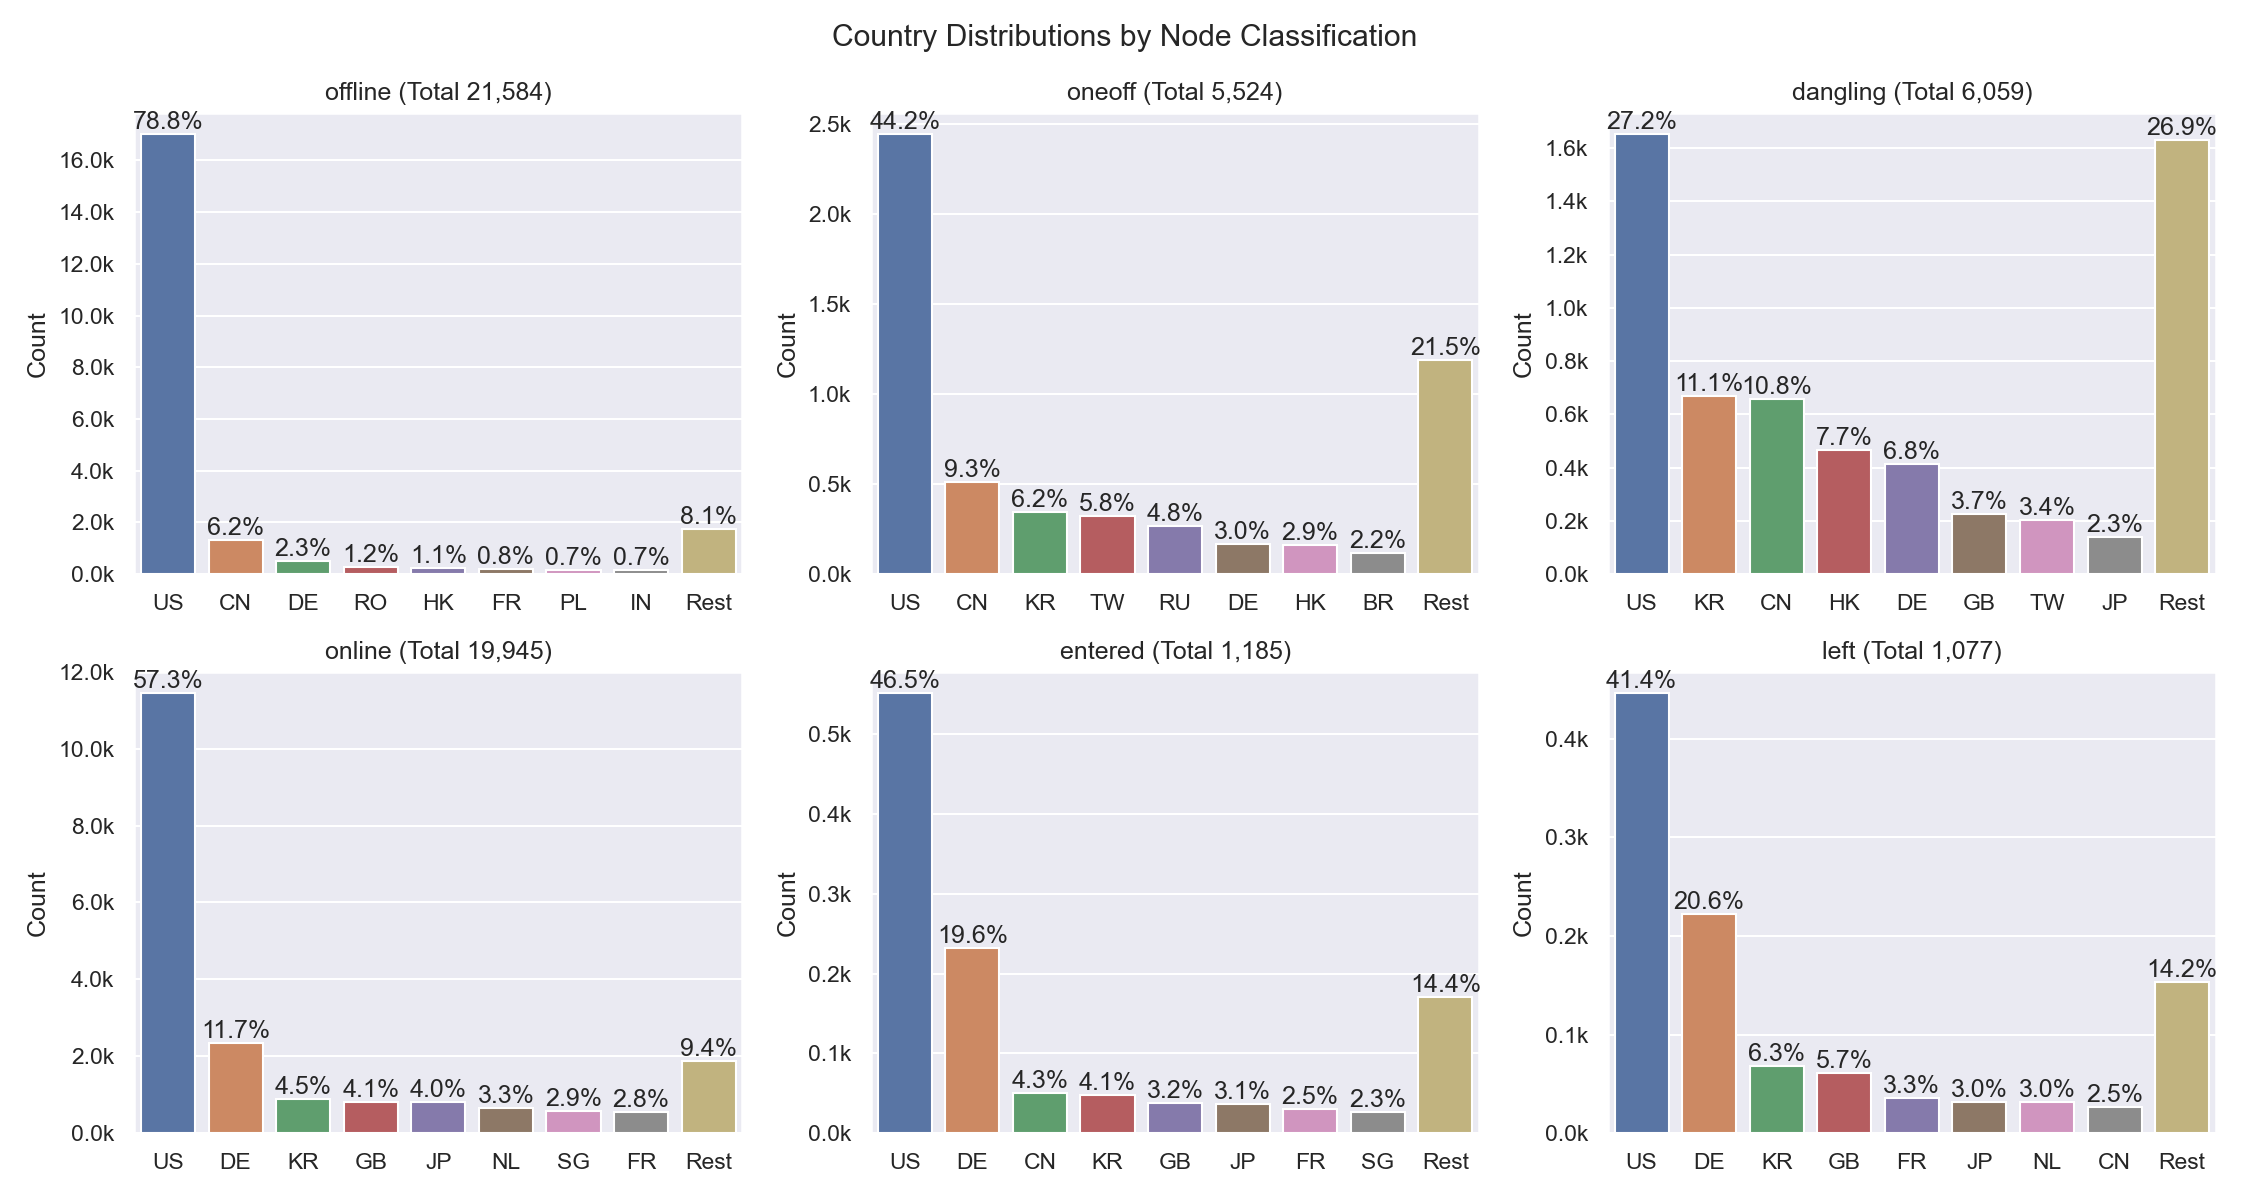 Country Distributions by Node Classification
offline (Total 21,584)
78.8%
16.0k
14.0k
12.0k
10.0k
8.0k
6.0k
4.0k
2.0k
0.0k
Count
6.2%
2.3%
1.2%
1.1%
0.8%
0.7%
0.7%
8.1%
US CN DE RO HK FR PL IN Rest
oneoff (Total 5,524)
44.2%
2.5k
2.0k
1.5k
1.0k
0.5k
0.0k
Count
9.3%
6.2%
5.8%
4.8%
3.0%
2.9%
2.2%
21.5%
US CN KR TW RU DE HK BR Rest
dangling (Total 6,059)
27.2%
1.6k
1.4k
1.2k
1.0k
0.8k
0.6k
0.4k
0.2k
0.0k
Count
11.1%
10.8%
7.7%
6.8%
3.7%
3.4%
2.3%
26.9%
US KR CN HK DE GB TW JP Rest
online (Total 19,945)
57.3%
12.0k
10.0k
8.0k
6.0k
4.0k
2.0k
0.0k
Count
11.7%
4.5%
4.1%
4.0%
3.3%
2.9%
2.8%
9.4%
US DE KR GB JP NL SG FR Rest
entered (Total 1,185)
46.5%
0.5k
0.4k
0.3k
0.2k
0.1k
0.0k
Count
19.6%
4.3%
4.1%
3.2%
3.1%
2.5%
2.3%
14.4%
US DE CN KR GB JP FR SG Rest
left (Total 1,077)
41.4%
0.4k
0.3k
0.2k
0.1k
0.0k
Count
20.6%
6.3%
5.7%
3.3%
3.0%
3.0%
2.5%
14.2%
US DE KR GB FR JP NL CN Rest